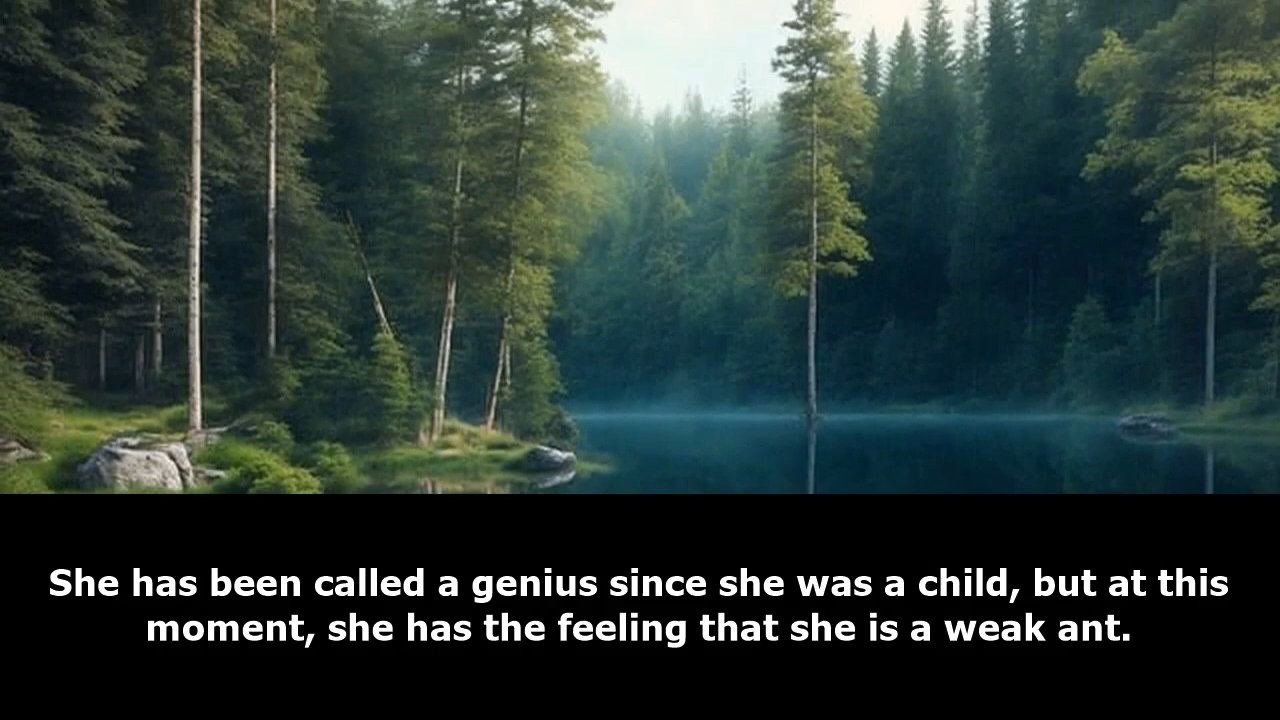 She has been called a genius since she was a child, but at this
moment, she has the feeling that she is a weak ant.